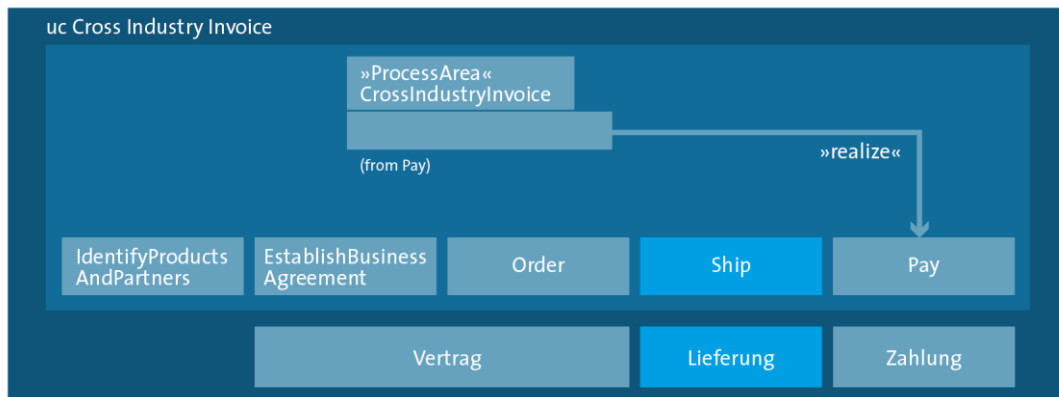 uc Cross Industry Invoice
»ProcessArea«
CrossIndustryInvoice
(from Pay)
»realize«
IdentifyProducts
AndPartners
EstablishBusiness
Agreement
Order
Ship
Pay
Vertrag
Lieferung
Zahlung